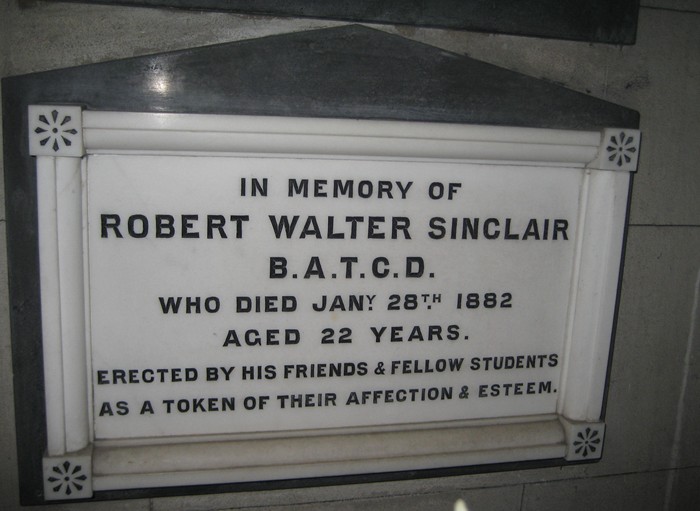 IN MEMORY OF
ROBERT WALTER SINCLAIR
B.A.T.C.D.
WHO DIED JANY 28TH 1882
AGED 22 YEARS.
ERECTED BY HIS FRIENDS & FELLOW STUDENTS
AS A TOKEN OF THEIR AFFECTION & ESTEEM.